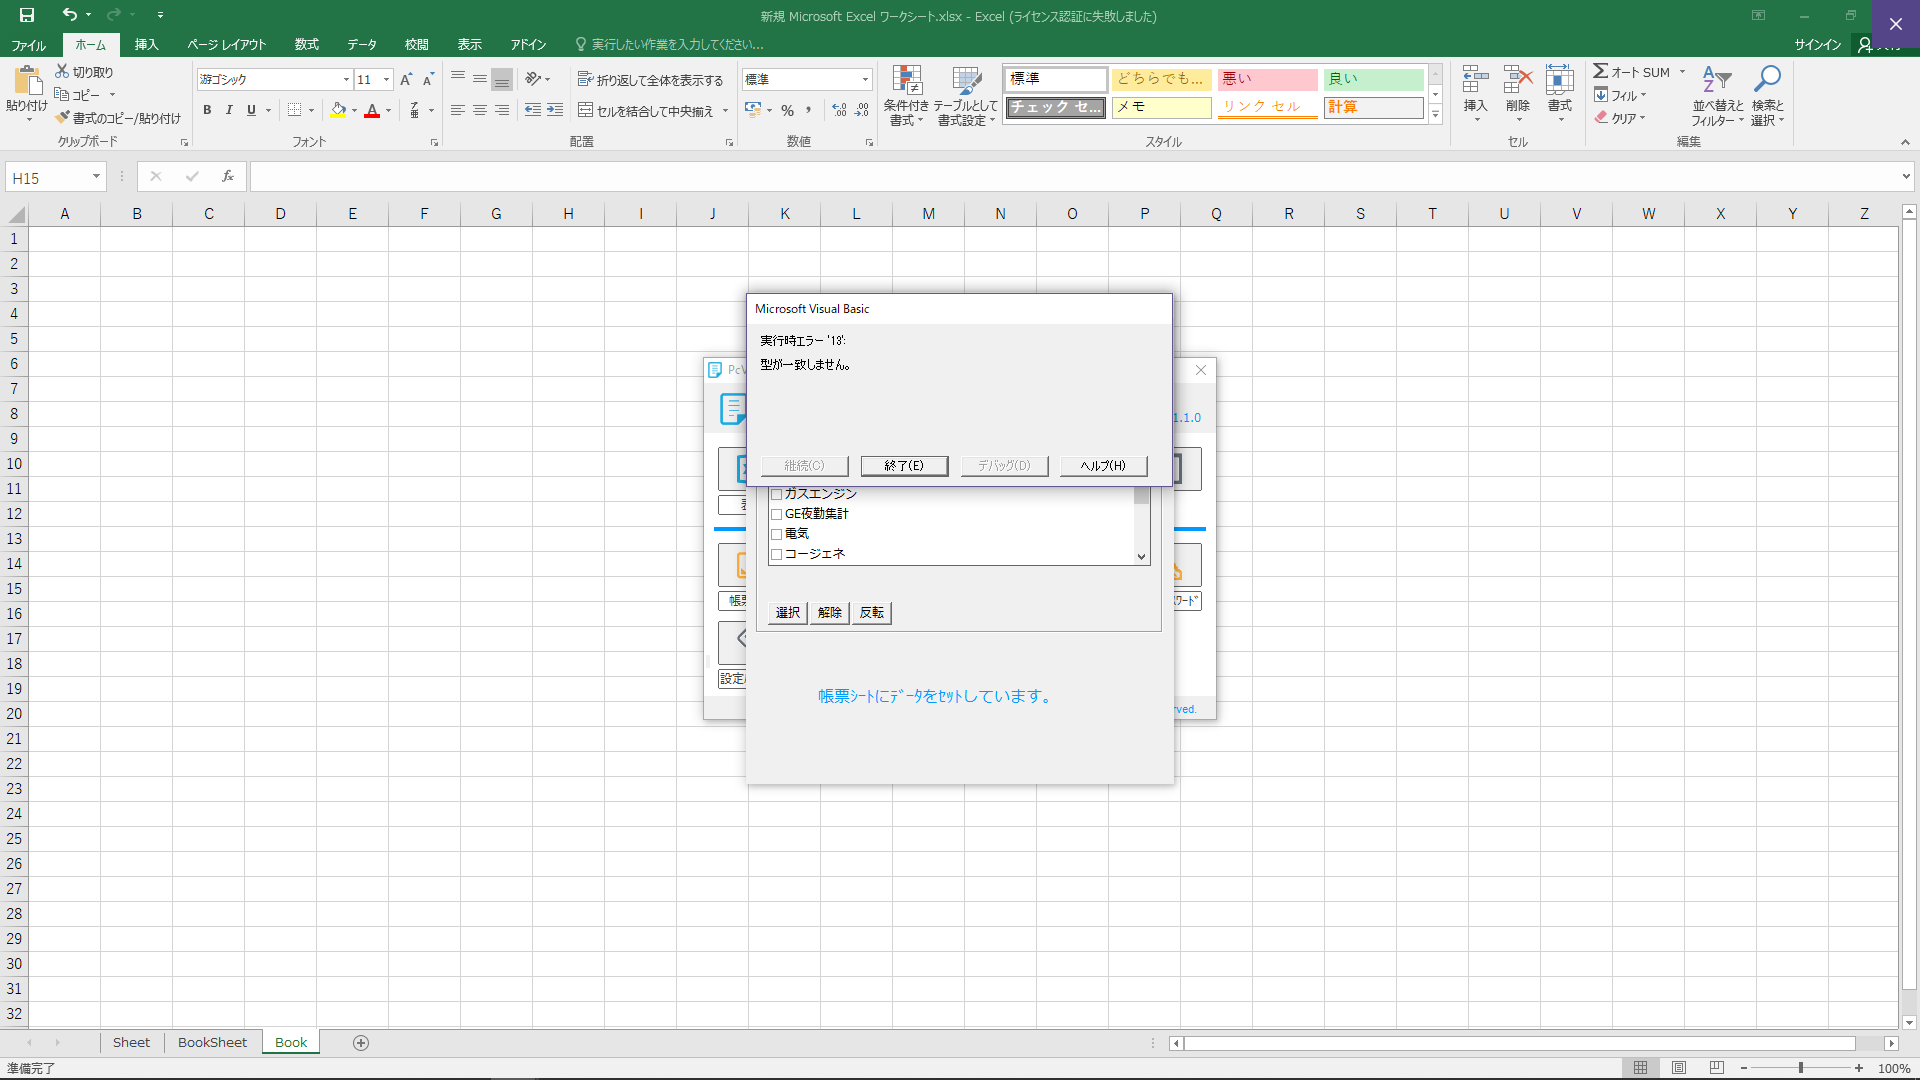 新規 Microsoft Excel ワークシート.xlsx - Excel (ライセンス認証に失敗しました)
ファイル ホーム 挿入 ページ レイアウト 数式 データ 校閲 表示 アドイン 実行したい作業を入力してください... サインイン
貼り付け
切り取り
コピー
書式のコピー/貼り付け
クリップボード
游ゴシック 11
B I U
フォント
折り返して全体を表示する
セルを結合して中央揃え
配置
標準
%
数値
条件付き書式
テーブルとして書式設定
標準 どちらでも... 悪い 良い
チェック セ... メモ リンク セル 計算
スタイル
挿入 削除 書式
セル
オート SUM
フィル
クリア
並べ替えとフィルター
検索と選択
編集
H15
fx
A B C D E F G H I J K L M N O P Q R S T U V W X Y Z
1
2
3
4
5
6
7
8
9
10
11
12
13
14
15
16
17
18
19
20
21
22
23
24
25
26
27
28
29
30
31
32
Microsoft Visual Basic
実行時エラー '13':
型が一致しません。
継続(C) 終了(E) デバッグ(D) ヘルプ(H)
1.1.0
ガスエンジン
GE夜勤集計
電気
コージェネ
選択 解除 反転
帳票ｼｰﾄにﾃﾞｰﾀをｾｯﾄしています。
設定
rved.
Sheet BookSheet Book
準備完了
100%